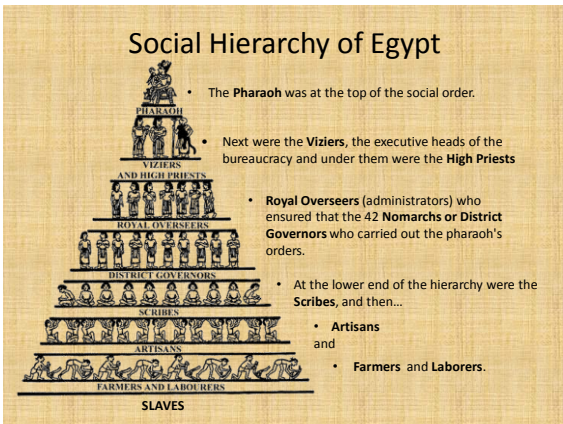 Social Hierarchy of Egypt
PHARAOH
• The Pharaoh was at the top of the social order.
VIZIERS
AND HIGH PRIESTS
• Next were the Viziers, the executive heads of the
bureaucracy and under them were the High Priests
ROYAL OVERSEERS
• Royal Overseers (administrators) who
ensured that the 42 Nomarchs or District
Governors who carried out the pharaoh's
orders.
DISTRICT GOVERNORS
• At the lower end of the hierarchy were the
Scribes, and then…
SCRIBES
• Artisans
and
ARTISANS
• Farmers and Laborers.
FARMERS AND LABOURERS
SLAVES